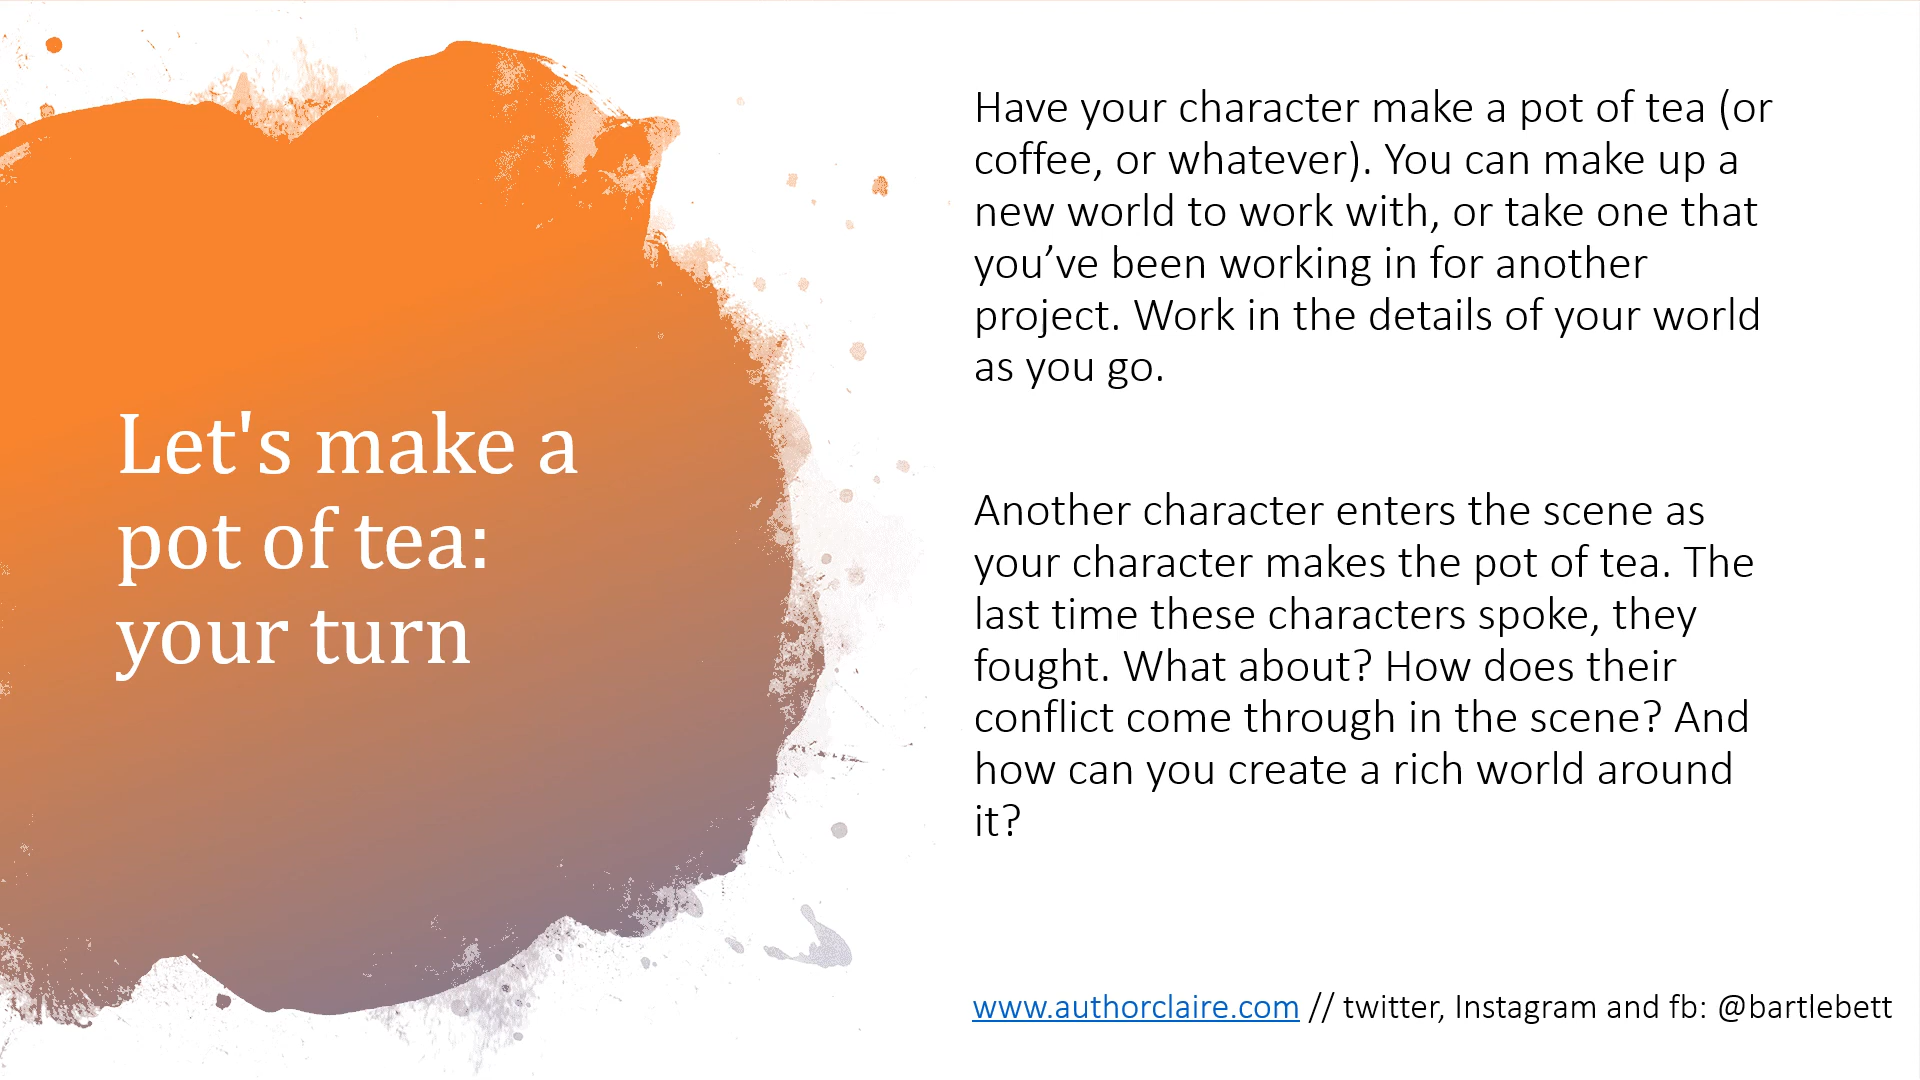 Let's make a
pot of tea:
your turn
Have your character make a pot of tea (or
coffee, or whatever). You can make up a
new world to work with, or take one that
you’ve been working in for another
project. Work in the details of your world
as you go.
Another character enters the scene as
your character makes the pot of tea. The
last time these characters spoke, they
fought. What about? How does their
conflict come through in the scene? And
how can you create a rich world around
it?
www.authorclaire.com // twitter, Instagram and fb: @bartlebett